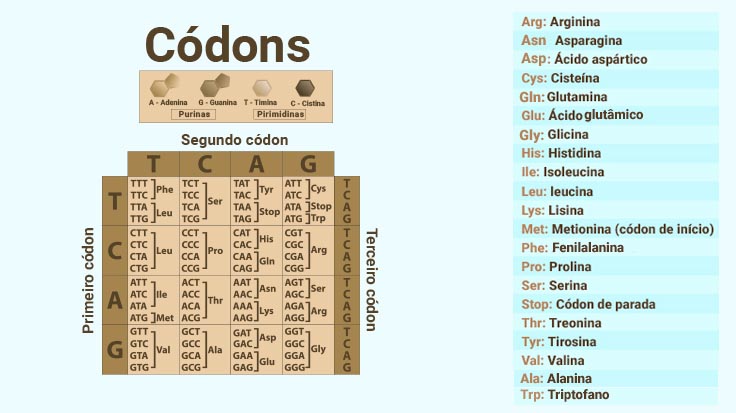 Códons
A - Adenina G - Guanina T - Timina C - Cistina
Purinas Pirimidinas
Segundo códon
T C A G
Primeiro códon
T
TTT Phe TCT Ser TAT Tyr ATT Cys T
TTC TCC TAC ATC C
TTA Leu TCA TAA Stop ATA Stop A
TTG TCG TAG ATG Trp G
C
CTT Leu CCT Pro CAT His CGT Arg T
CTC CCC CAC CGC C
CTA CCA CAA Gln CGA A
CTG CCG CAG CGG G
A
ATT Ile ACT Thr AAT Asn AGT Ser T
ATC ACC AAC AGC C
ATA ACA AAA Lys AGA Arg A
ATG Met ACG AAG AGG G
G
GTT Val GCT Ala GAT Asp GGT Gly T
GTC GCC GAC GGC C
GTA GCA GAA Glu GGA A
GTG GCG GAG GGG G
Terceiro códon
Arg: Arginina
Asn Asparagina
Asp: Ácido aspártico
Cys: Cisteína
Gln: Glutamina
Glu: Ácido glutâmico
Gly: Glicina
His: Histidina
Ile: Isoleucina
Leu: leucina
Lys: Lisina
Met: Metionina (códon de início)
Phe: Fenilalanina
Pro: Prolina
Ser: Serina
Stop: Códon de parada
Thr: Treonina
Tyr: Tirosina
Val: Valina
Ala: Alanina
Trp: Triptofano